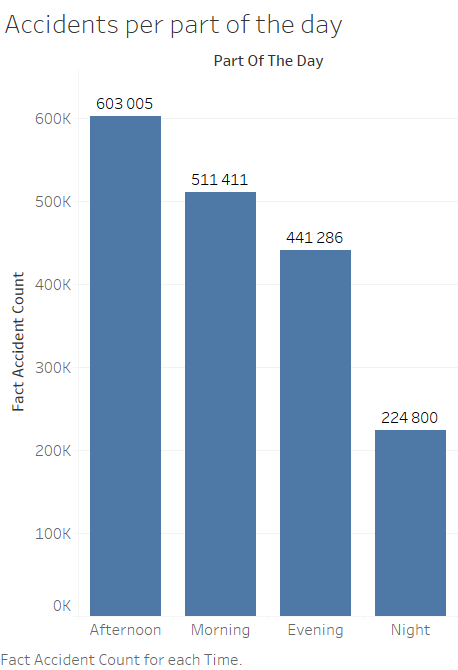 Accidents per part of the day
Part Of The Day
603 005
511 411
441 286
224 800
600K
500K
400K
300K
200K
100K
0K
Fact Accident Count
Afternoon Morning Evening Night
Fact Accident Count for each Time.